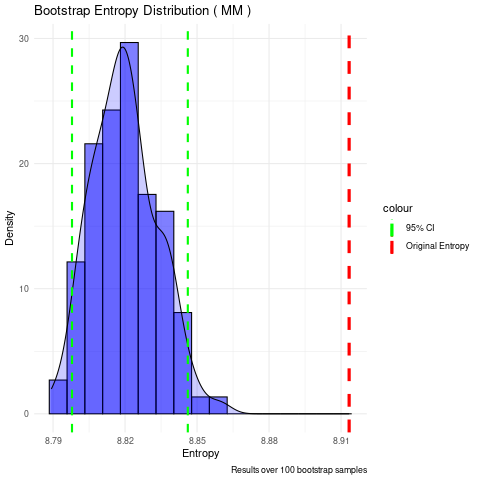 Bootstrap Entropy Distribution ( MM )
30
20
10
0
Density
8.79
8.82
8.85
8.88
8.91
Entropy
colour
95% CI
Original Entropy
Results over 100 bootstrap samples